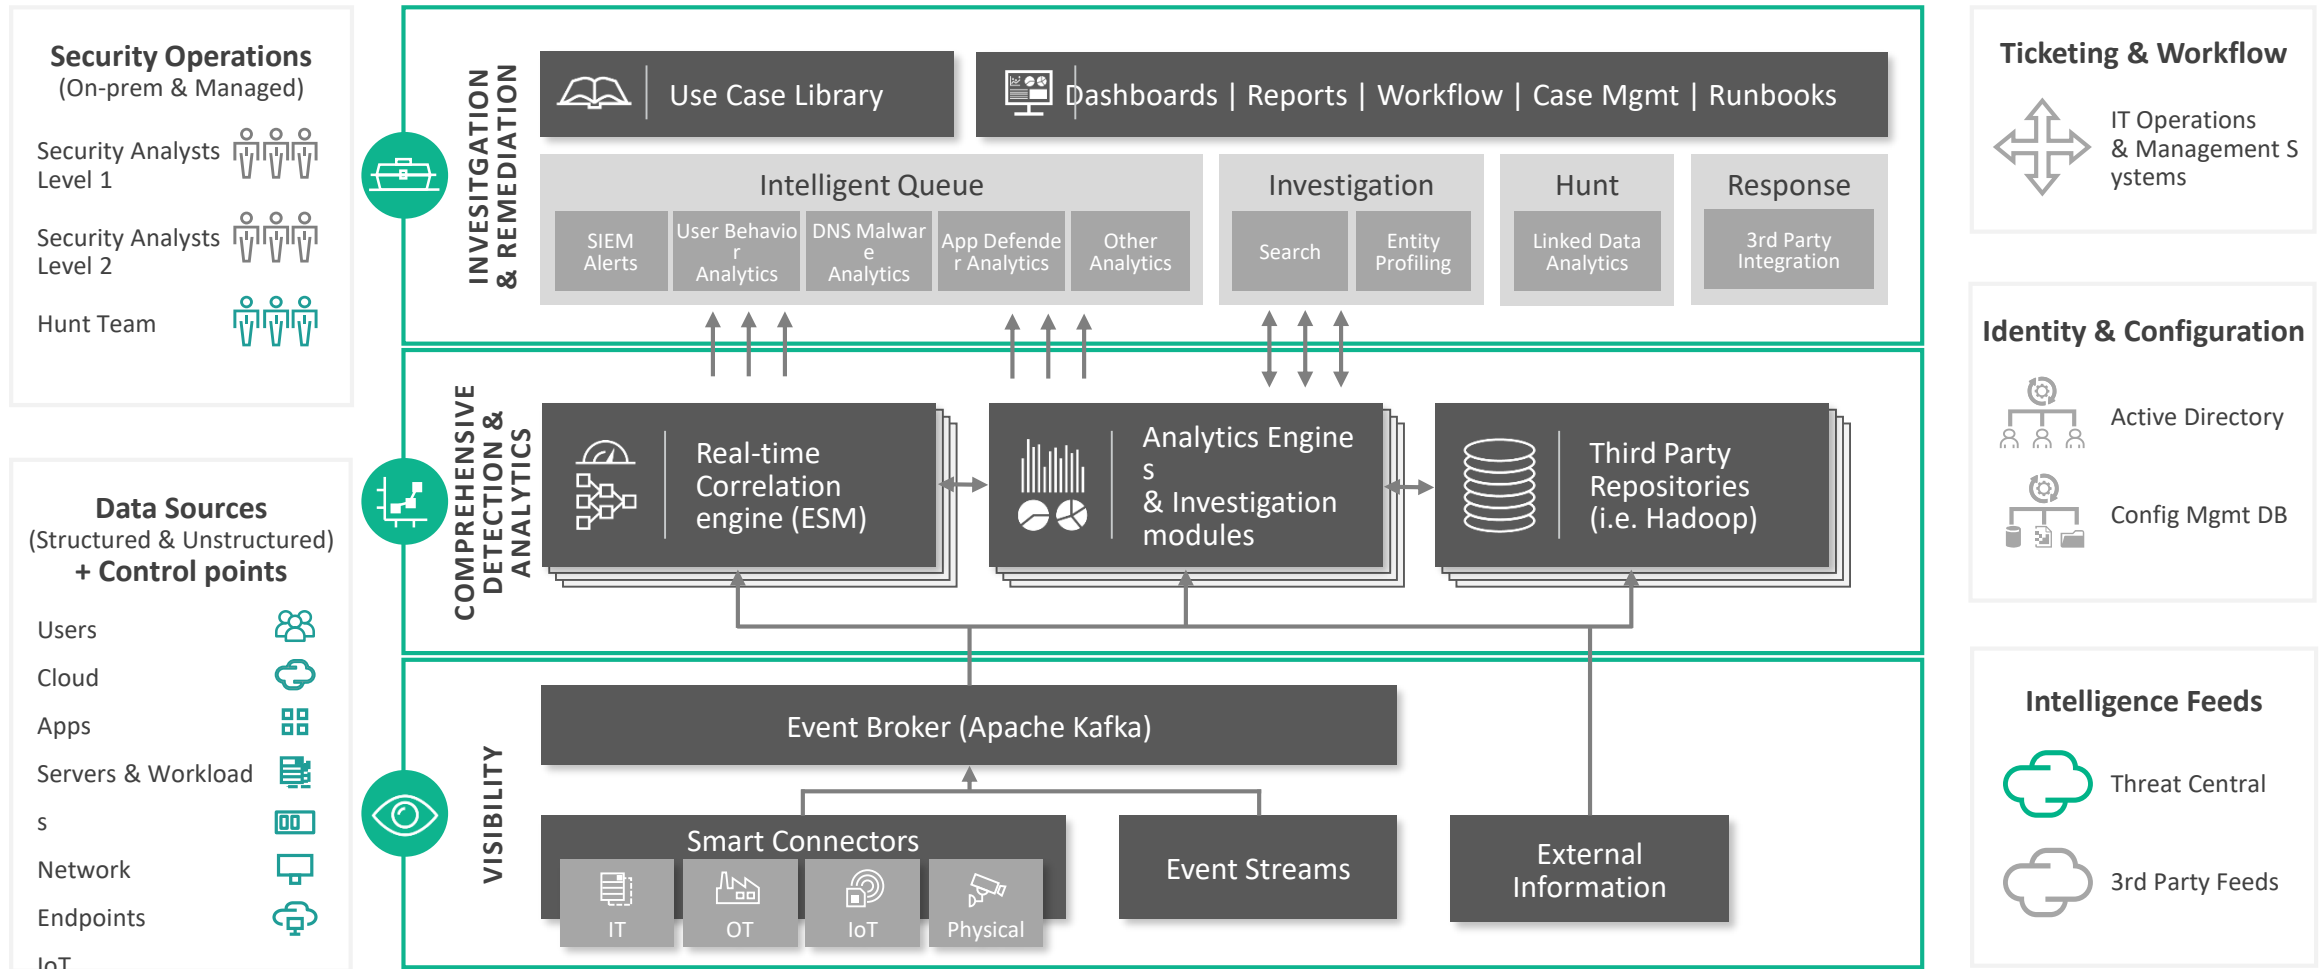 Security Operations
(On-prem & Managed)
Security Analysts
Level 1
Security Analysts
Level 2
Hunt Team
Data Sources
(Structured & Unstructured)
+ Control points
Users
Cloud
Apps
Servers & Workload
s
Network
Endpoints
IoT
INVESITGATION
& REMEDIATION
Use Case Library
Dashboards | Reports | Workflow | Case Mgmt | Runbooks
Intelligent Queue
SIEM
Alerts
User Behavio
r
Analytics
DNS Malwar
e
Analytics
App Defende
r Analytics
Other
Analytics
Investigation
Search
Entity
Profiling
Hunt
Linked Data
Analytics
Response
3rd Party
Integration
COMPREHENSIVE
DETECTION &
ANALYTICS
Real-time
Correlation
engine (ESM)
Analytics Engine
s
& Investigation
modules
Third Party
Repositories
(i.e. Hadoop)
VISIBILITY
Event Broker (Apache Kafka)
Smart Connectors
IT
OT
IoT
Physical
Event Streams
External
Information
Ticketing & Workflow
IT Operations
& Management S
ystems
Identity & Configuration
Active Directory
Config Mgmt DB
Intelligence Feeds
Threat Central
3rd Party Feeds